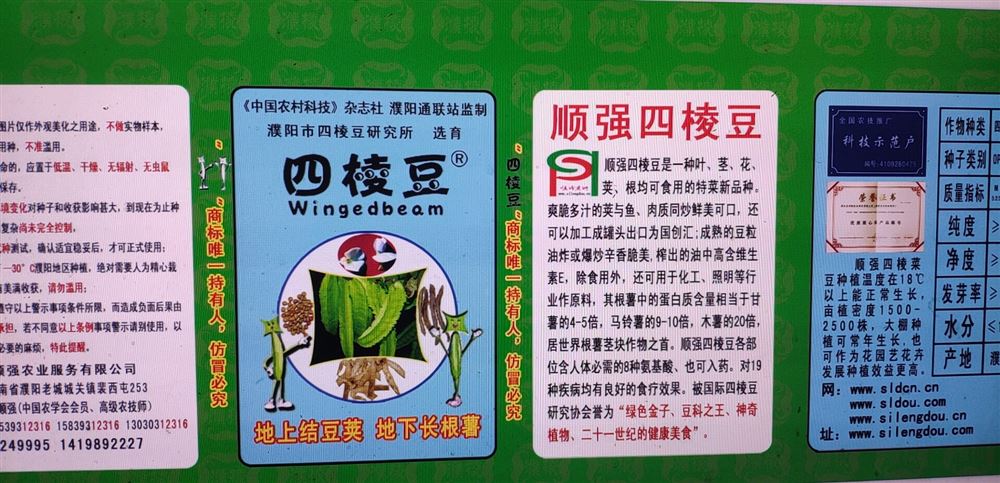 图片仅作外观美化之用途，不做实物样本，
用种，不准滥用。
命的，应置于低温、干燥、无辐射、无虫鼠
保存。
境变化对种子和收获影响甚大，到现在为止种
复杂尚未完全控制，
试种测试，确认适宜稳妥后，才可正式使用；
-30°C濮阳地区种植，绝对需要人为精心栽
有美满收获，请勿滥用；
遵守以上警示事项条件所限，而造成负面后果由
承担，若不同意以上条例事项警示请别使用，以
必要的麻烦，特此提醒。
顺强农业服务有限公司
南省濮阳老城城关镇裴西屯253
顺强(中国农学会会员、高级农技师)
539312316 15839312316 13030312316
249995 1419892227
“商标唯一持有人，仿冒必究
《中国农村科技》杂志社 濮阳通联站监制
濮阳市四棱豆研究所 选育
四棱豆®
Wingedbeam
地上结豆荚 地下长根薯
“四棱豆”商标唯一持有人，仿冒必究
顺强四棱豆
顺强四棱豆是一种叶、茎、花、
荚、根均可食用的特菜新品种。
爽脆多汁的荚与鱼、肉质同炒鲜美可口，还
可以加工成罐头出口为国创汇；成熟的豆粒
油炸或爆炒辛香脆美，榨出的油中高含维生
素E，除食用外，还可用于化工、照明等行
业作原料，其根薯中的蛋白质含量相当于甘
薯的4-5倍，马铃薯的9-10倍，木薯的20倍，
居世界根薯茎块作物之首。顺强四棱豆各部
位含人体必需的8种氨基酸、也可入药。对19
种疾病均有良好的食疗效果。被国际四棱豆
研究协会誉为“绿色金子、豆科之王、神奇
植物、二十一世纪的健康美食”。
全国农技推广
科技示范户
荣誉证书
顺强四棱菜
豆种植温度在18℃
以上能正常生长，
亩植密度1500-
2500株，大棚种
植可常年生长，也
可作为花园艺花卉
发展种植效益更高。
网：www.sldcn.cn
www.sldou.com
www.silengdou.cn
址：www.silengdou.com
作物种类
种子类别
质量指标
纯度 ≥
净度 ≥
发芽率 ≥
水分 ≤
产地 濮